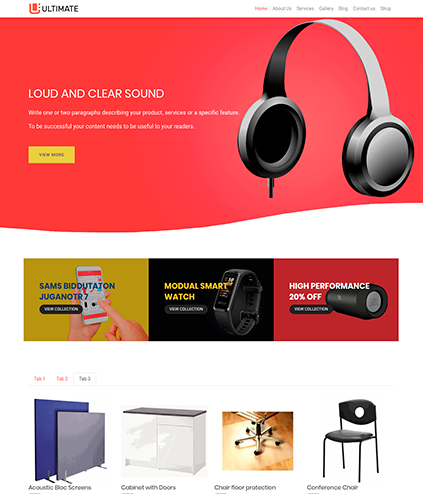 ULTIMATE
Home About Us Services Gallery Blog Contact us Shop
LOUD AND CLEAR SOUND
Write one or two paragraphs describing your product, services or a specific feature.
To be successful your content needs to be useful to your readers.
VIEW MORE
SAMS BIDDUTATON
JUGANOTR 7
VIEW COLLECTION
MODUAL SMART
WATCH
VIEW COLLECTION
HIGH PERFORMANCE
20% OFF
VIEW COLLECTION
Tab 1 Tab 2 Tab 3
Acoustic Bloc Screens
Cabinet with Doors
Chair floor protection
Conference Chair